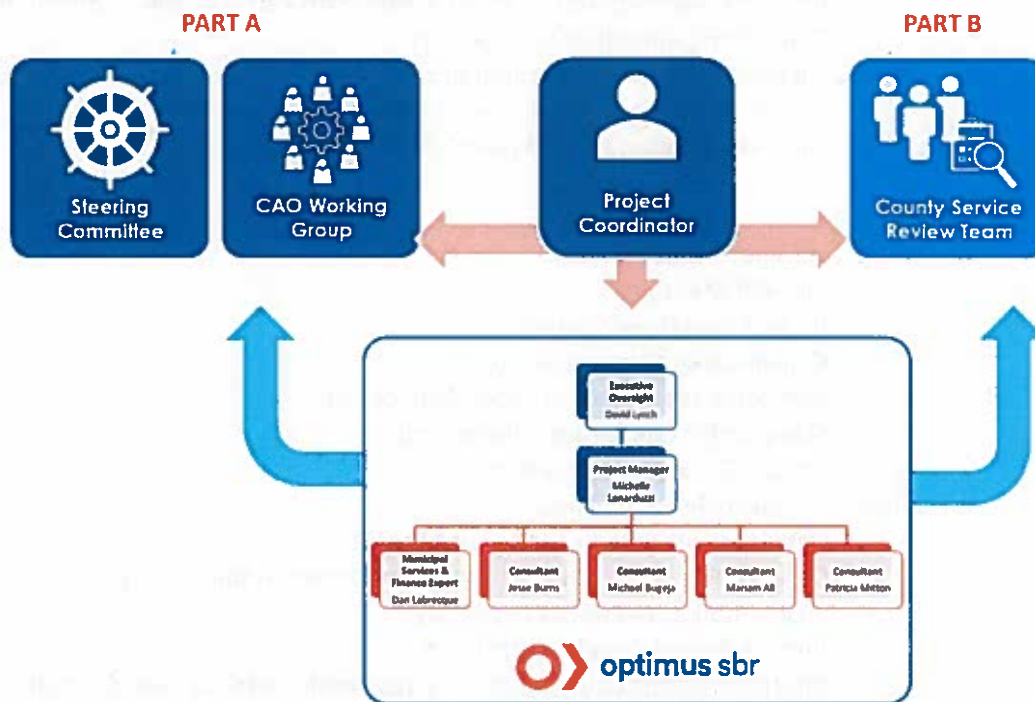 PART A
PART B
Steering
Committee
CAO Working
Group
Project
Coordinator
County Service
Review Team
Executive
Oversight
David Lynch
Project Manager
Michelle
Lenarduzzi
Municipal
Services &
Finance Expert
Dan Labrecque
Consultant
Jesse Burns
Consultant
Michael Bugeja
Consultant
Mariam Ali
Consultant
Patricia Mitton
optimus sbr